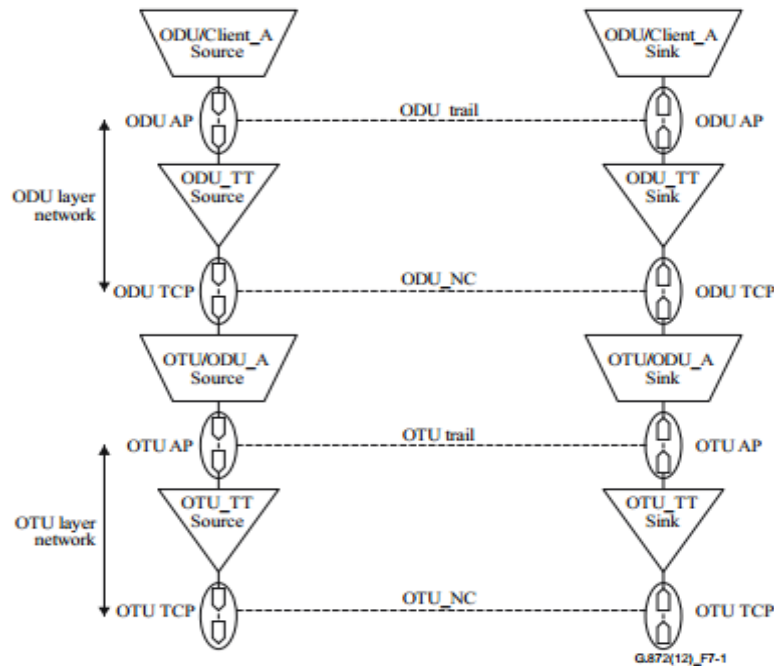 ODU/Client_A
Source
ODU/Client_A
Sink
ODU AP
ODU trail
ODU AP
ODU_TT
Source
ODU_TT
Sink
ODU layer
network
ODU TCP
ODU_NC
ODU TCP
OTU/ODU_A
Source
OTU/ODU_A
Sink
OTU AP
OTU trail
OTU AP
OTU_TT
Source
OTU_TT
Sink
OTU layer
network
OTU TCP
OTU_NC
OTU TCP
G.872(12)_F7-1